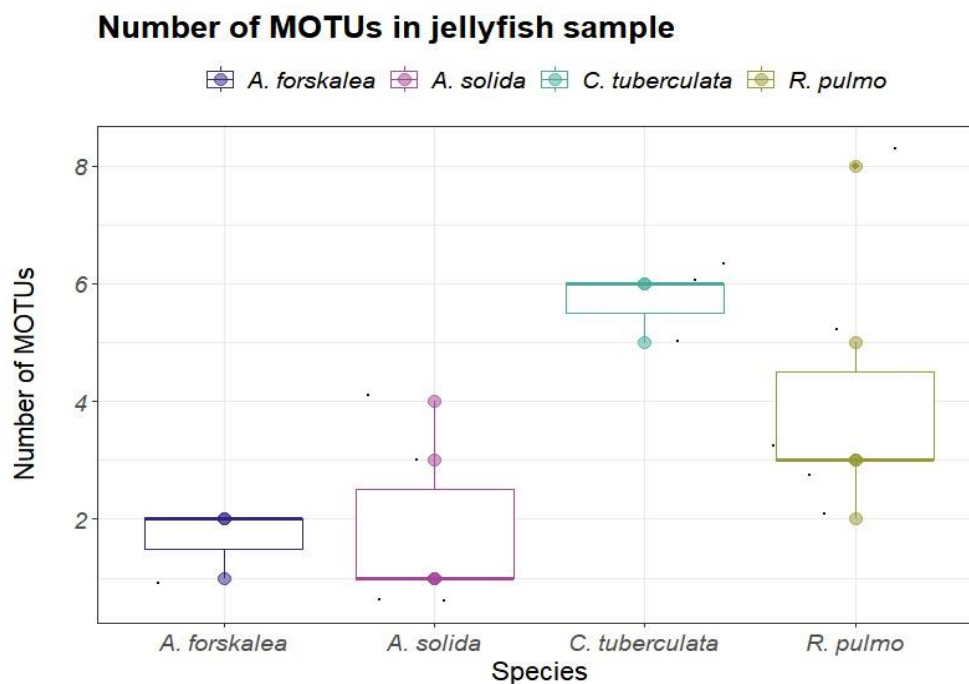 Number of MOTUs in jellyfish sample
A. forskalea A. solida C. tuberculata R. pulmo
Number of MOTUs
8
6
4
2
A. forskalea A. solida C. tuberculata R. pulmo
Species